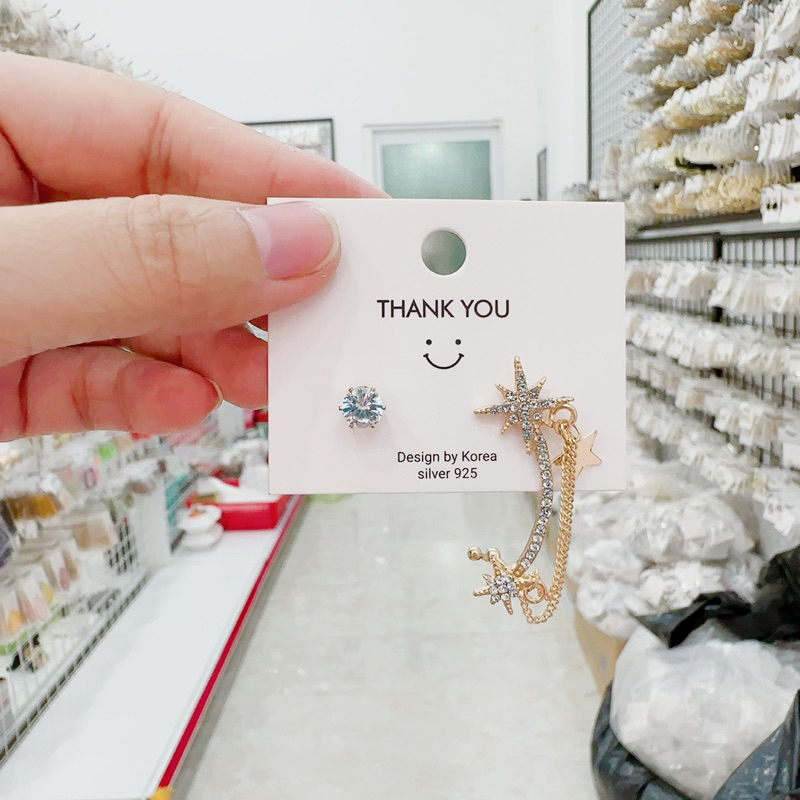 THANK YOU
Design by Korea
silver 925